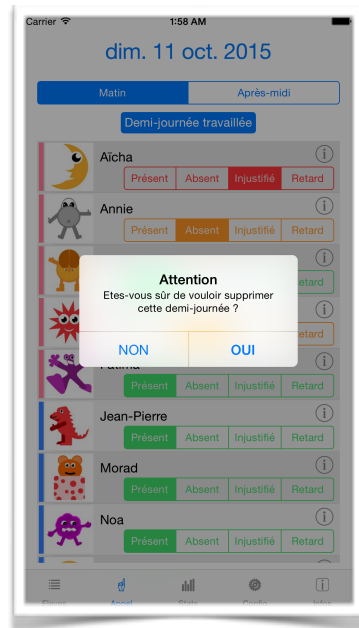 Carrier 1:58 AM
dim. 11 oct. 2015
Matin Après-midi
Demi-journée travaillée
Aïcha
Présent Absent Injustifié Retard
Annie
Présent Absent Injustifié Retard
Retard
Attention
Etes-vous sûr de vouloir supprimer
cette demi-journée ?
Retard
NON OUI
Fatima
Présent Absent Injustifié Retard
Jean-Pierre
Présent Absent Injustifié Retard
Morad
Présent Absent Injustifié Retard
Noa
Présent Absent Injustifié Retard
Appel Stats Config Infos